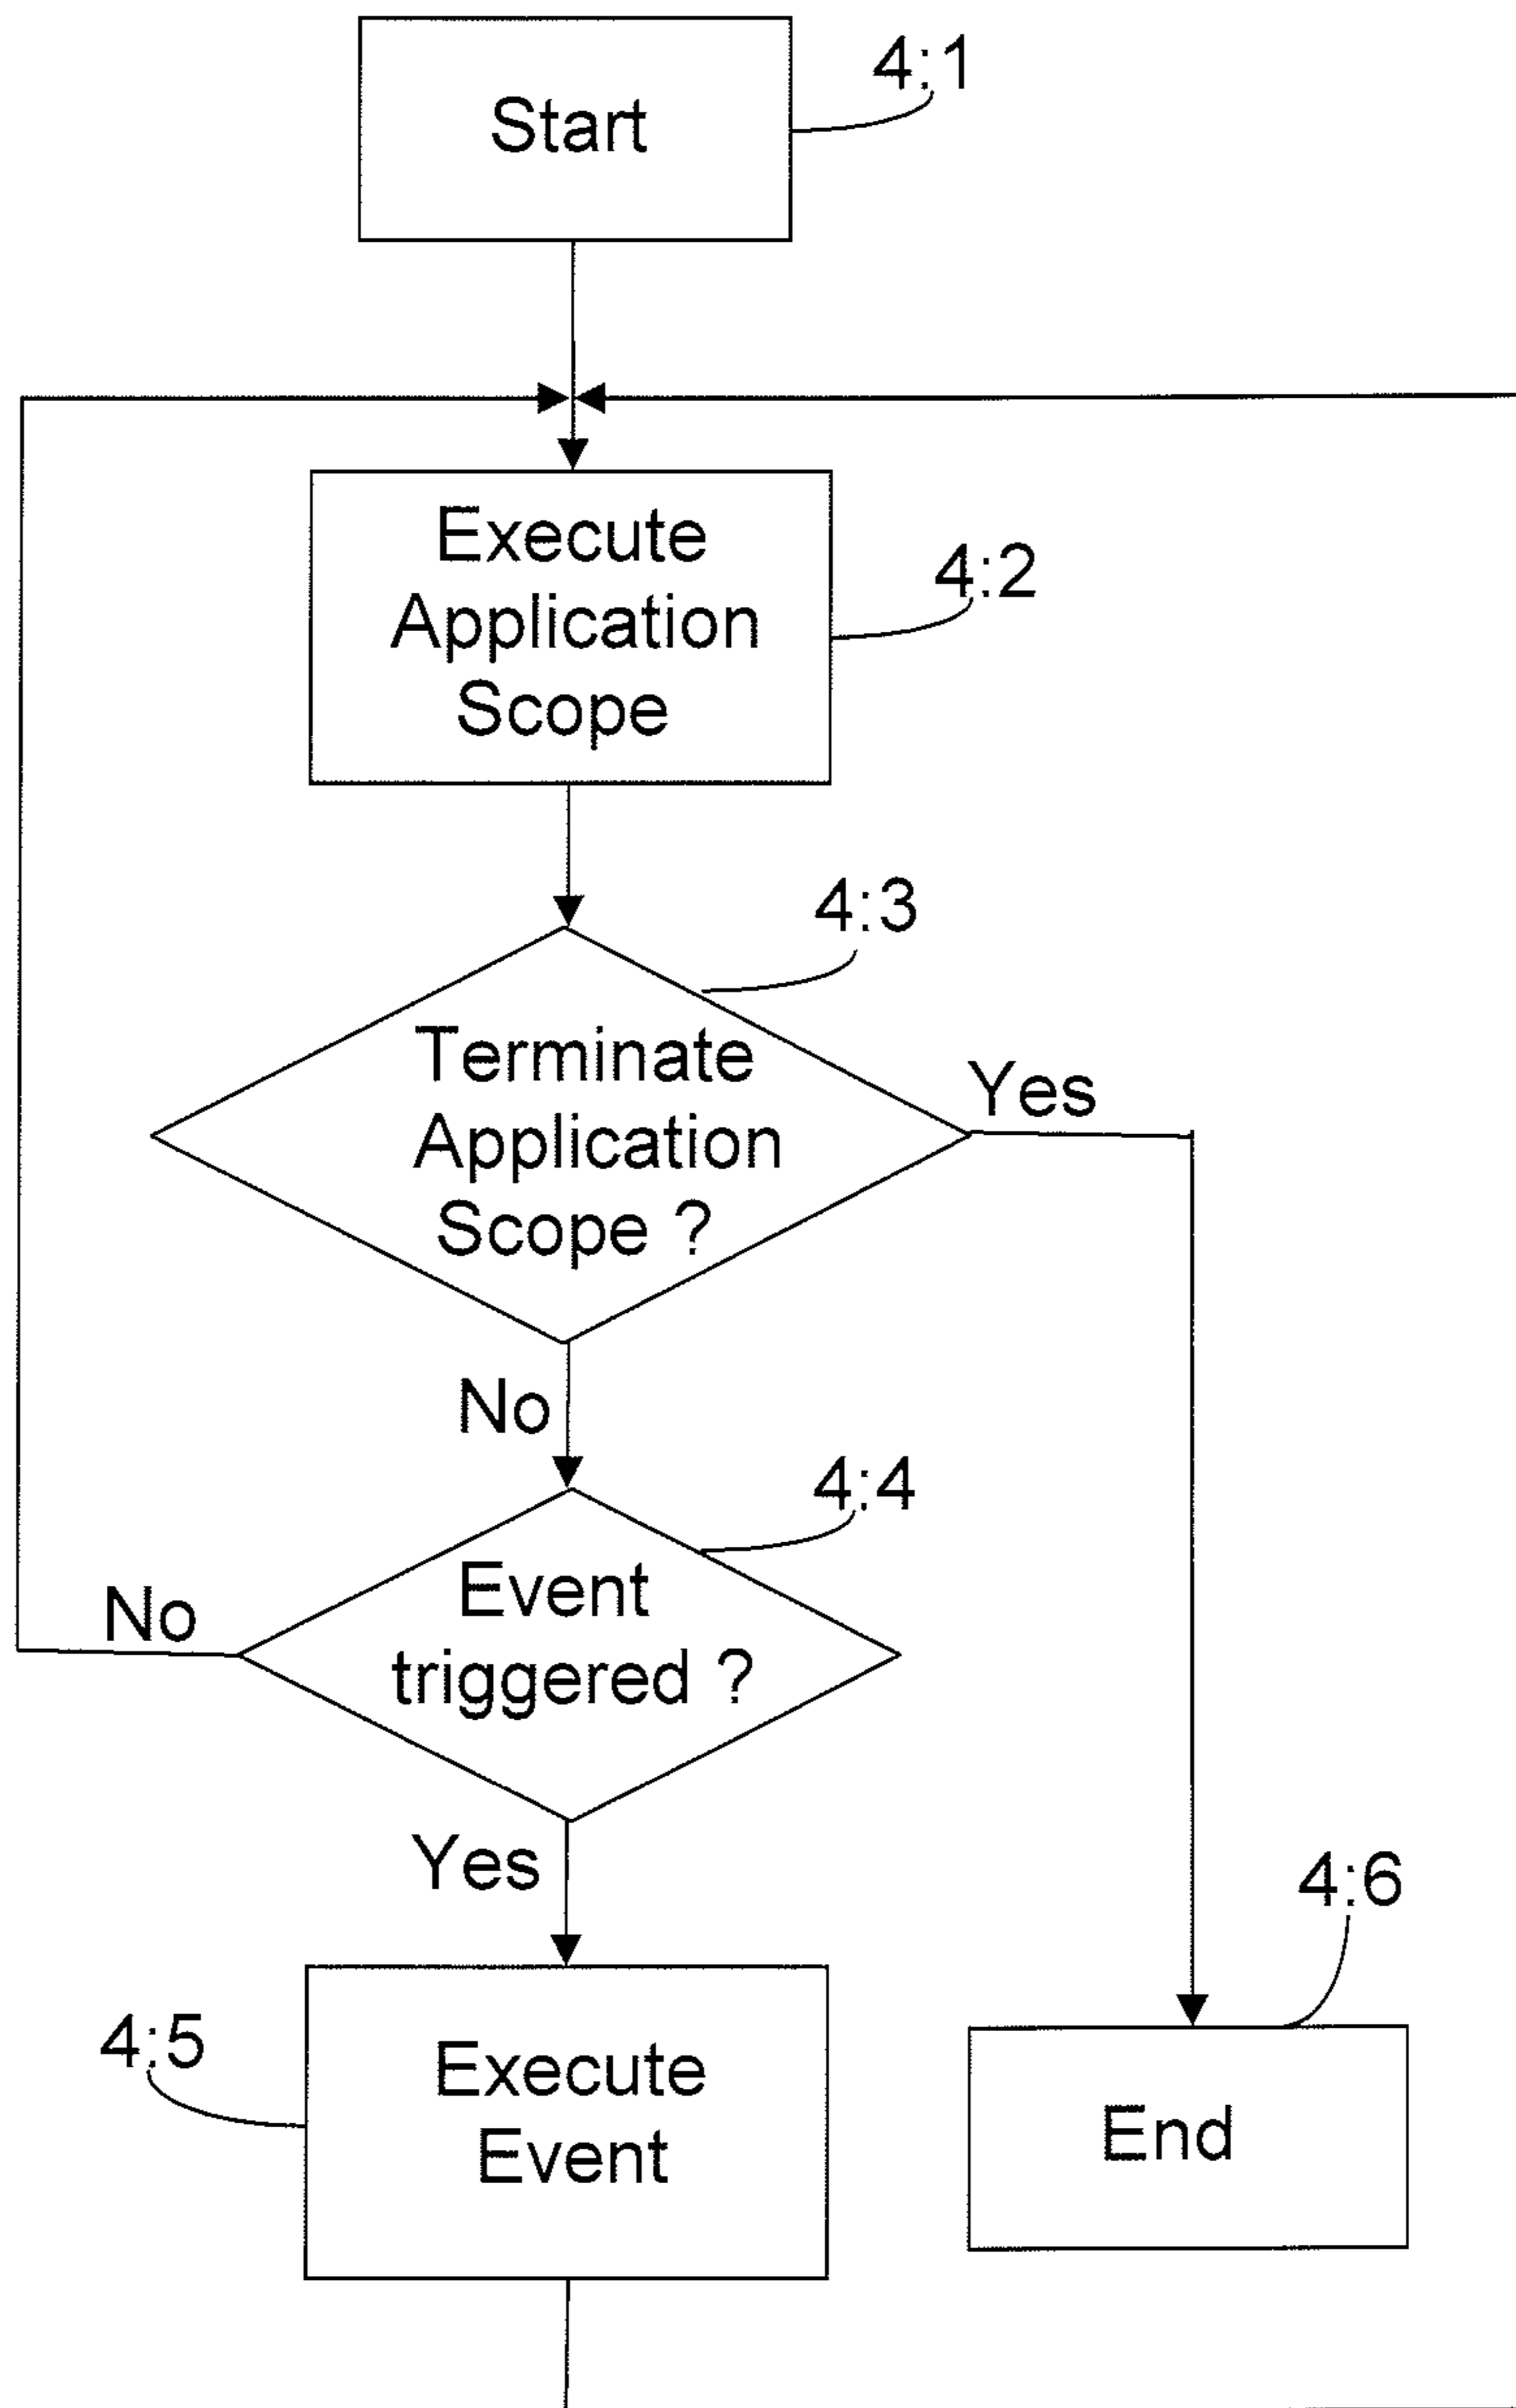 Start
4:1
Execute
Application
Scope
4:2
4:3
Terminate
Application
Scope ?
Yes
No
4:4
Event
triggered ?
No
Yes
4:6
4:5
Execute
Event
End